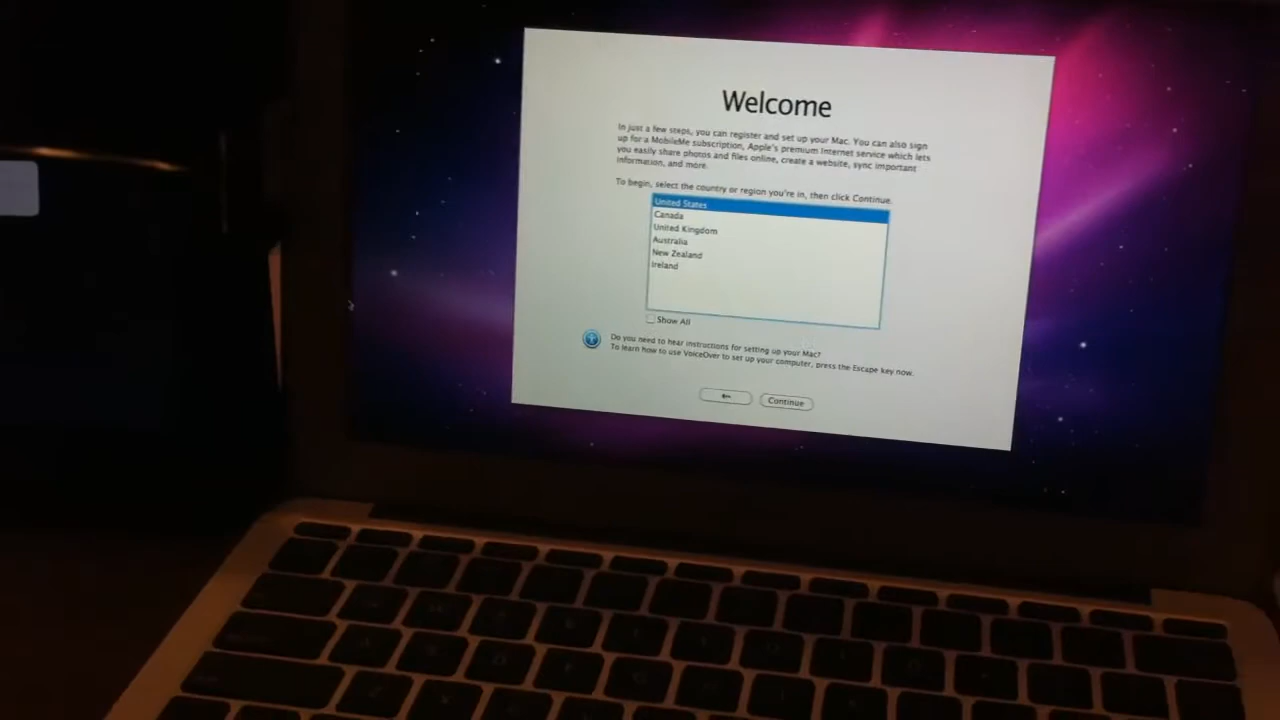 Welcome
In just a few steps, you can register and set up your Mac. You can also sign
up for a MobileMe subscription, Apple's premium Internet service which lets
you easily share photos and files online, create a website, sync important
information, and more.
To begin, select the country or region you're in, then click Continue.
United States
Canada
United Kingdom
Australia
New Zealand
Ireland
Show All
Do you need to hear instructions for setting up your Mac?
To learn how to use VoiceOver to set up your computer, press the Escape key now.
Continue